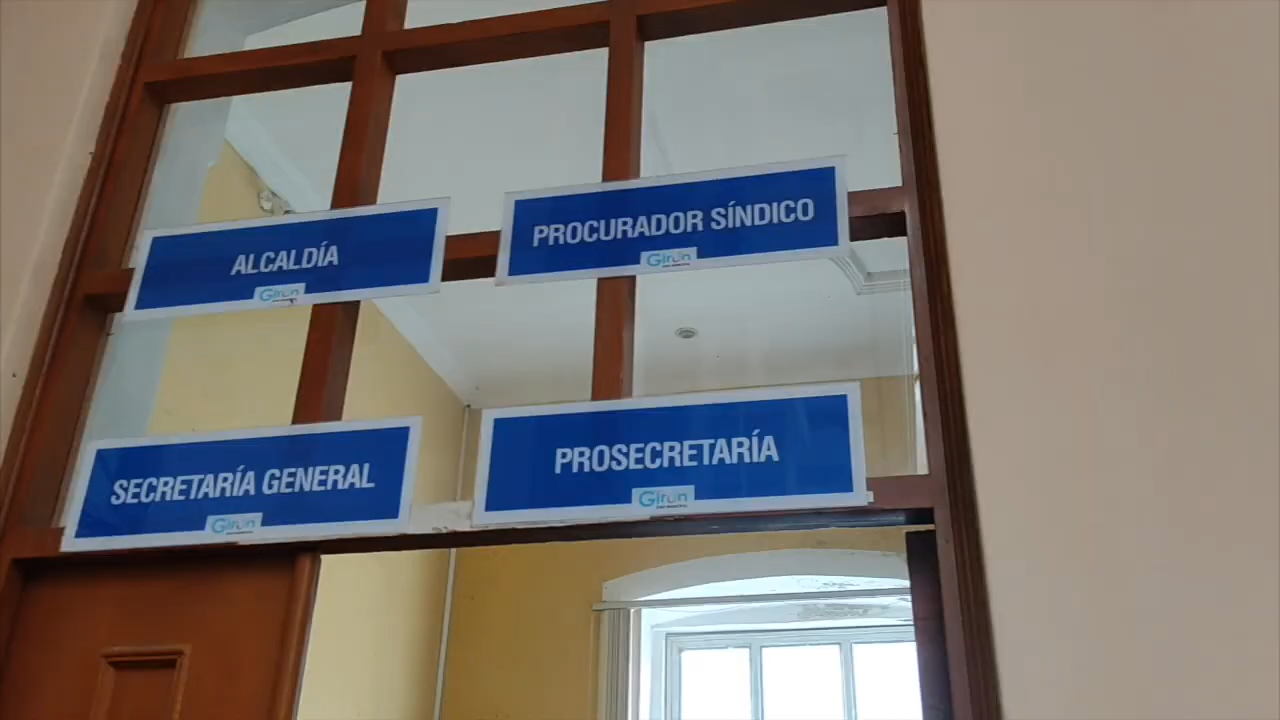 ALCALDÍA
Girón
PROCURADOR SÍNDICO
Girón
SECRETARÍA GENERAL
Girón
PROSECRETARÍA
Girón